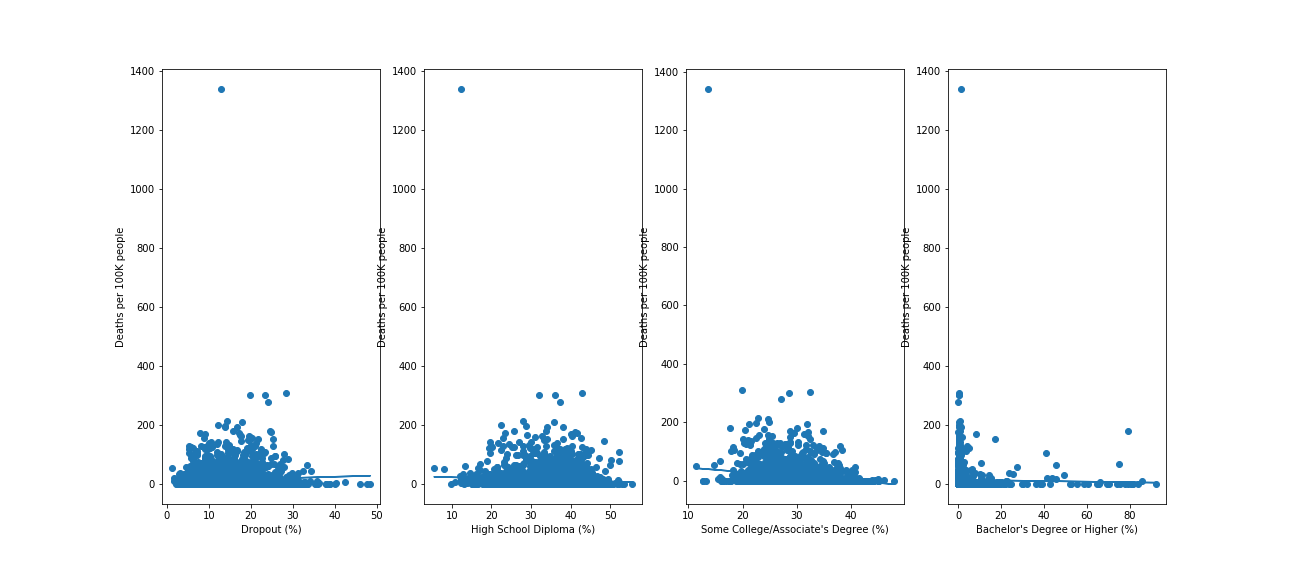 1400
1200
1000
800
600
400
200
0
Deaths per 100K people
0 10 20 30 40 50
Dropout (%)
1400
1200
1000
800
600
400
200
0
Deaths per 100K people
10 20 30 40 50
High School Diploma (%)
1400
1200
1000
800
600
400
200
0
Deaths per 100K people
10 20 30 40
Some College/Associate's Degree (%)
1400
1200
1000
800
600
400
200
0
Deaths per 100K people
0 20 40 60 80
Bachelor's Degree or Higher (%)